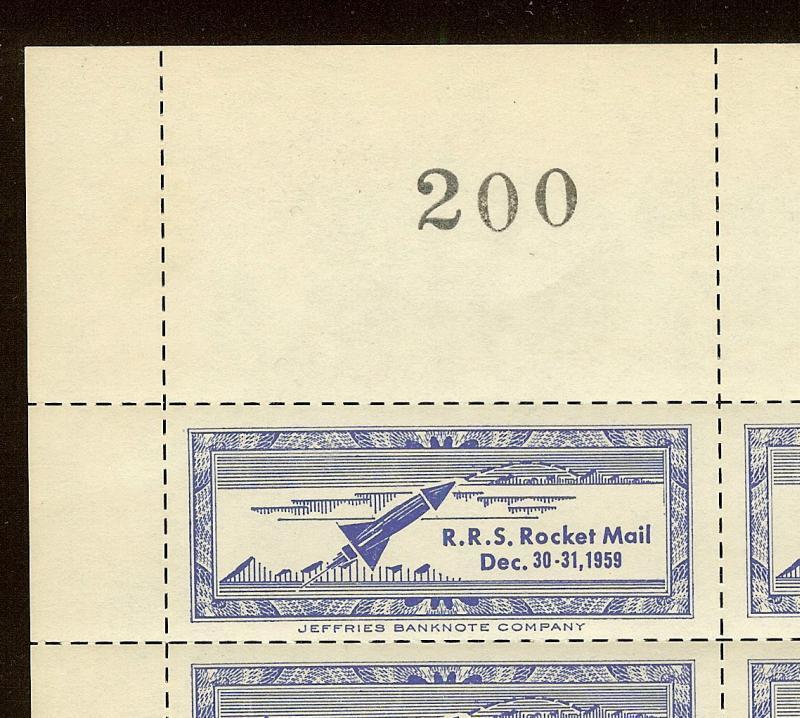 200
R.R.S. Rocket Mail
Dec. 30-31, 1959
JEFFRIES BANKNOTE COMPANY